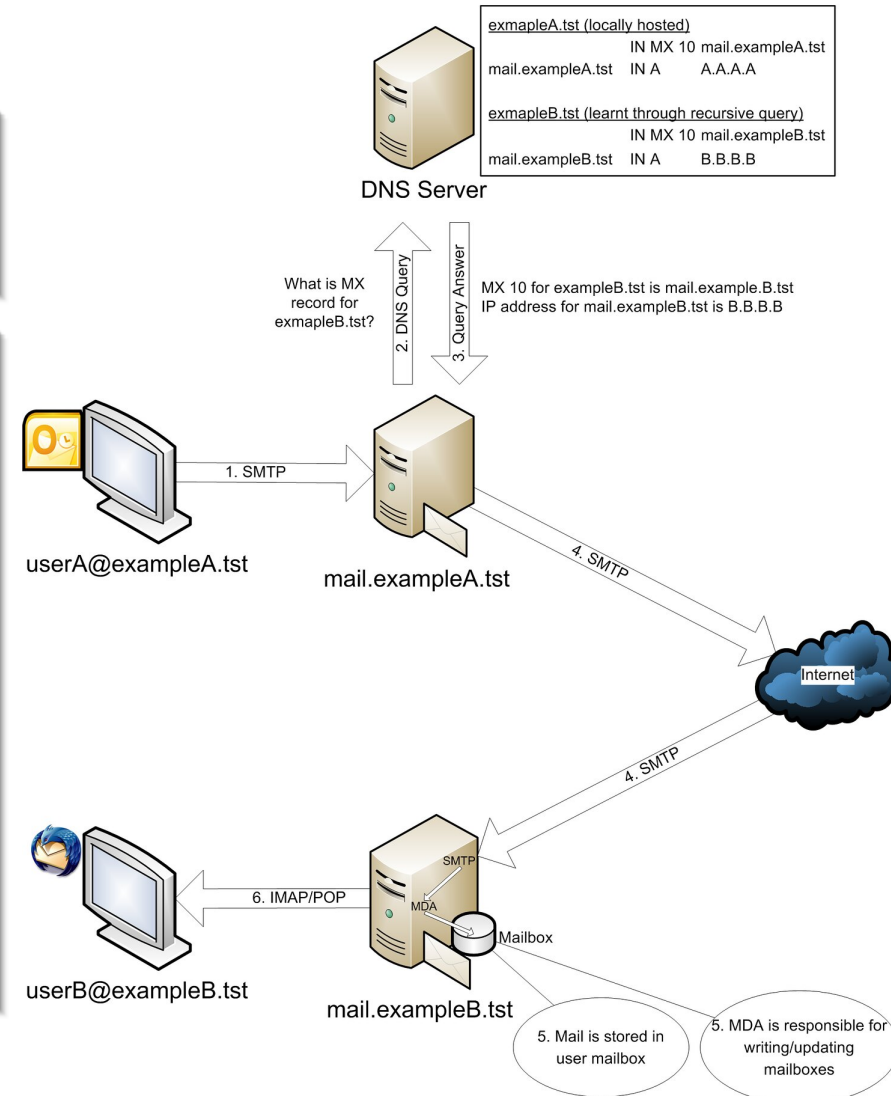 exmapleA.tst (locally hosted)
IN MX 10 mail.exampleA.tst
mail.exampleA.tst IN A A.A.A.A
exmapleB.tst (learnt through recursive query)
IN MX 10 mail.exampleB.tst
mail.exampleB.tst IN A B.B.B.B
DNS Server
What is MX
record for
exmapleB.tst?
2. DNS Query
3. Query Answer
MX 10 for exampleB.tst is mail.example.B.tst
IP address for mail.exampleB.tst is B.B.B.B
O
1. SMTP
userA@exampleA.tst
mail.exampleA.tst
4. SMTP
Internet
4. SMTP
SMTP
MDA
Mailbox
6. IMAP/POP
userB@exampleB.tst
mail.exampleB.tst
5. Mail is stored in
user mailbox
5. MDA is responsible for
writing/updating
mailboxes